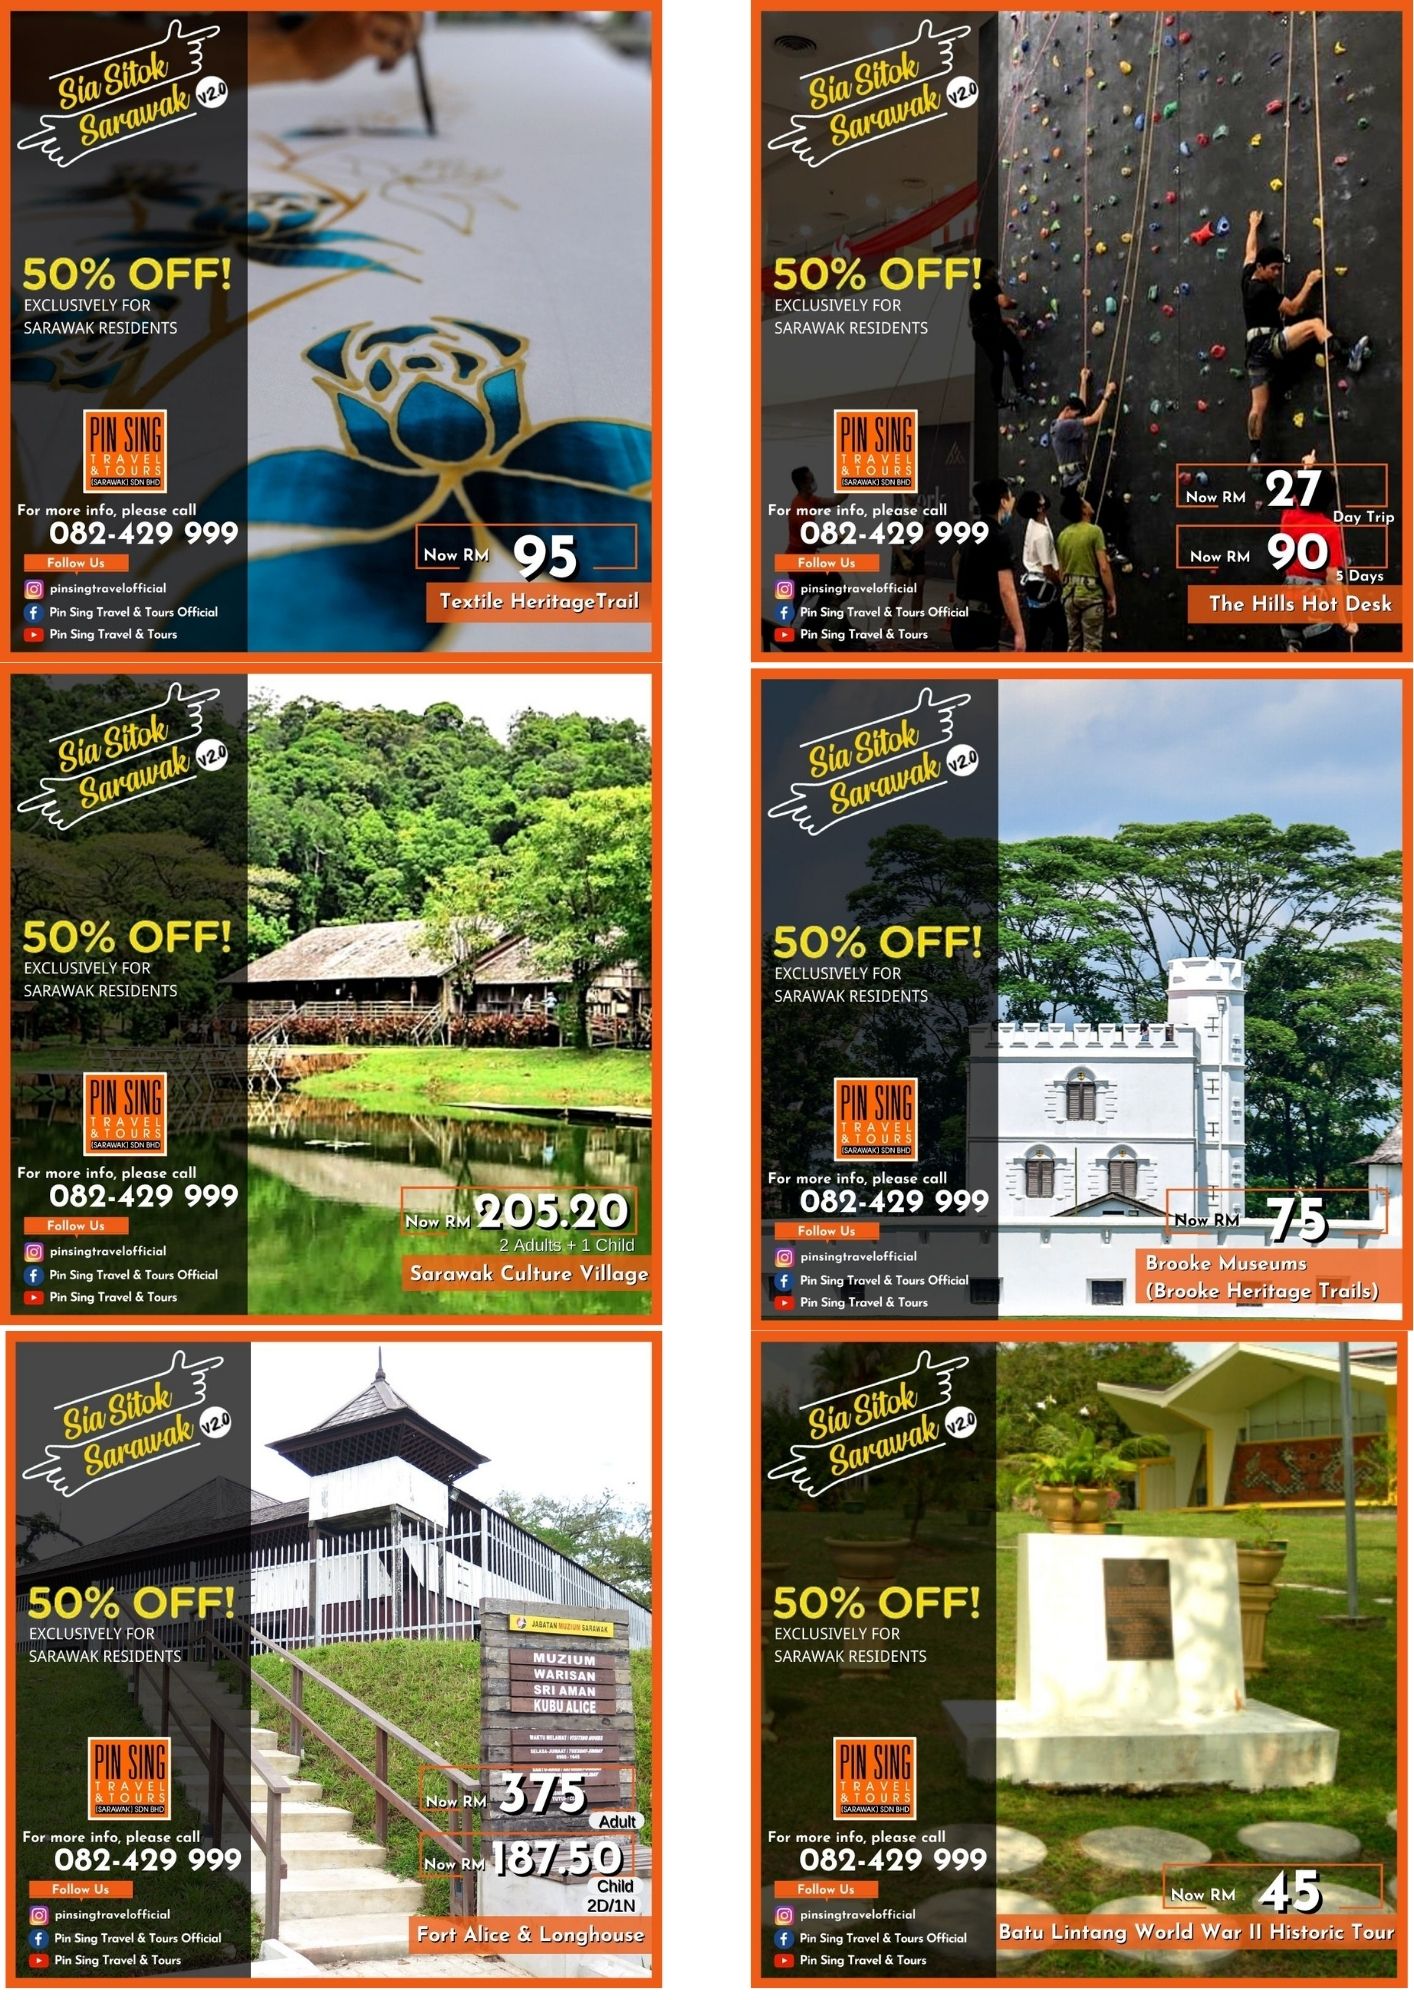 Sia Sitok
Sarawak v2.0
50% OFF!
EXCLUSIVELY FOR
SARAWAK RESIDENTS
PIN SING
TRAVEL
& TOURS
(SARAWAK) SDN BHD
For more info, please call
082-429 999
Follow Us
pinsingtravelofficial
Pin Sing Travel & Tours Official
Pin Sing Travel & Tours
Now RM 95
Textile HeritageTrail
Sia Sitok
Sarawak v2.0
50% OFF!
EXCLUSIVELY FOR
SARAWAK RESIDENTS
PIN SING
TRAVEL
& TOURS
(SARAWAK) SDN BHD
For more info, please call
082-429 999
Follow Us
pinsingtravelofficial
Pin Sing Travel & Tours Official
Pin Sing Travel & Tours
Now RM 27
Day Trip
Now RM 90
5 Days
The Hills Hot Desk
Sia Sitok
Sarawak v2.0
50% OFF!
EXCLUSIVELY FOR
SARAWAK RESIDENTS
PIN SING
TRAVEL
& TOURS
(SARAWAK) SDN BHD
For more info, please call
082-429 999
Follow Us
pinsingtravelofficial
Pin Sing Travel & Tours Official
Pin Sing Travel & Tours
Now RM 205.20
2 Adults + 1 Child
Sarawak Culture Village
Sia Sitok
Sarawak v2.0
50% OFF!
EXCLUSIVELY FOR
SARAWAK RESIDENTS
PIN SING
TRAVEL
& TOURS
(SARAWAK) SDN BHD
For more info, please call
082-429 999
Follow Us
pinsingtravelofficial
Pin Sing Travel & Tours Official
Pin Sing Travel & Tours
Now RM 75
Brooke Museums
(Brooke Heritage Trails)
Sia Sitok
Sarawak v2.0
50% OFF!
EXCLUSIVELY FOR
SARAWAK RESIDENTS
PIN SING
TRAVEL
& TOURS
(SARAWAK) SDN BHD
For more info, please call
082-429 999
Follow Us
pinsingtravelofficial
Pin Sing Travel & Tours Official
Pin Sing Travel & Tours
JABATAN MUZIUM SARAWAK
MUZIUM
WARISAN
SRI AMAN
KUBU ALICE
WAKTU MELAWAT / VISITING HOURS
Now RM 375
Adult
Now RM 187.50
Child
2D/1N
Fort Alice & Longhouse
Sia Sitok
Sarawak v2.0
50% OFF!
EXCLUSIVELY FOR
SARAWAK RESIDENTS
PIN SING
TRAVEL
& TOURS
(SARAWAK) SDN BHD
For more info, please call
082-429 999
Follow Us
pinsingtravelofficial
Pin Sing Travel & Tours Official
Pin Sing Travel & Tours
Now RM 45
Batu Lintang World War II Historic Tour